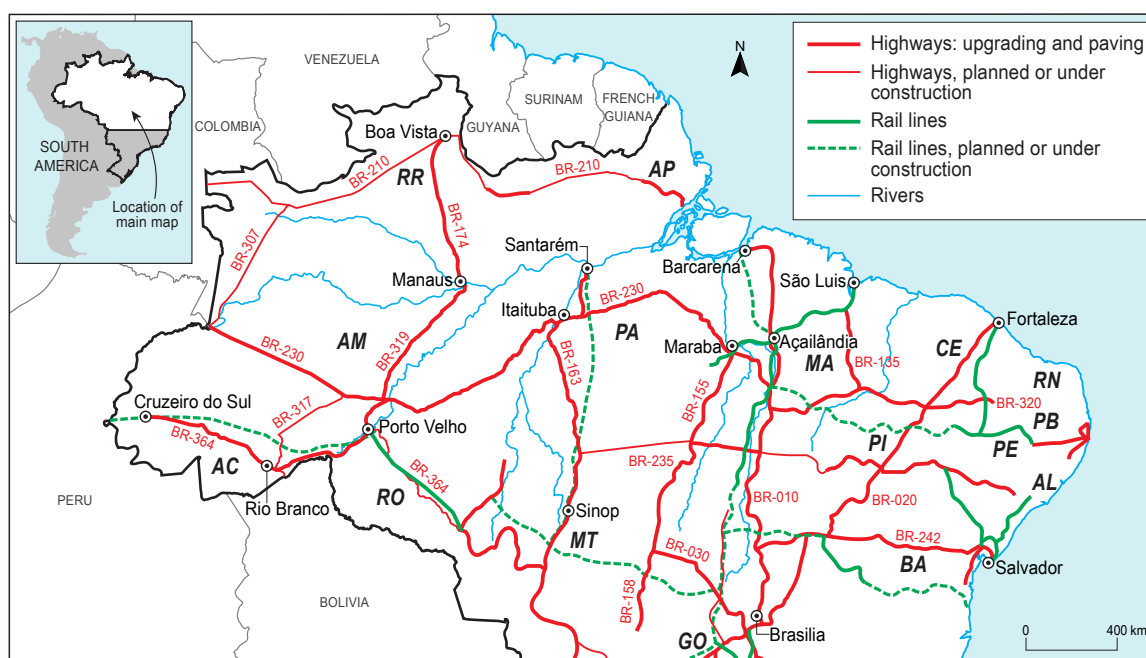 SOUTH
AMERICA
Location of
main map
VENEZUELA
COLOMBIA
GUYANA
SURINAM
FRENCH
GUIANA
PERU
BOLIVIA
N
Highways: upgrading and paving
Highways, planned or under
construction
Rail lines
Rail lines, planned or under
construction
Rivers
Boa Vista
BR-210
RR
BR-210
AP
BR-307
BR-174
Santarém
Barcarena
São Luis
Manaus
Itaituba
BR-230
PA
Fortaleza
AM
BR-230
BR-319
BR-163
Maraba
Açailândia
MA
BR-135
CE
RN
BR-155
BR-320
PB
Cruzeiro do Sul
BR-317
Porto Velho
BR-364
AC
Rio Branco
RO
BR-364
BR-235
PI
PE
AL
BR-010
BR-020
Sinop
MT
BR-030
BR-242
BA
Salvador
BR-158
Brasilia
GO
0
400 km